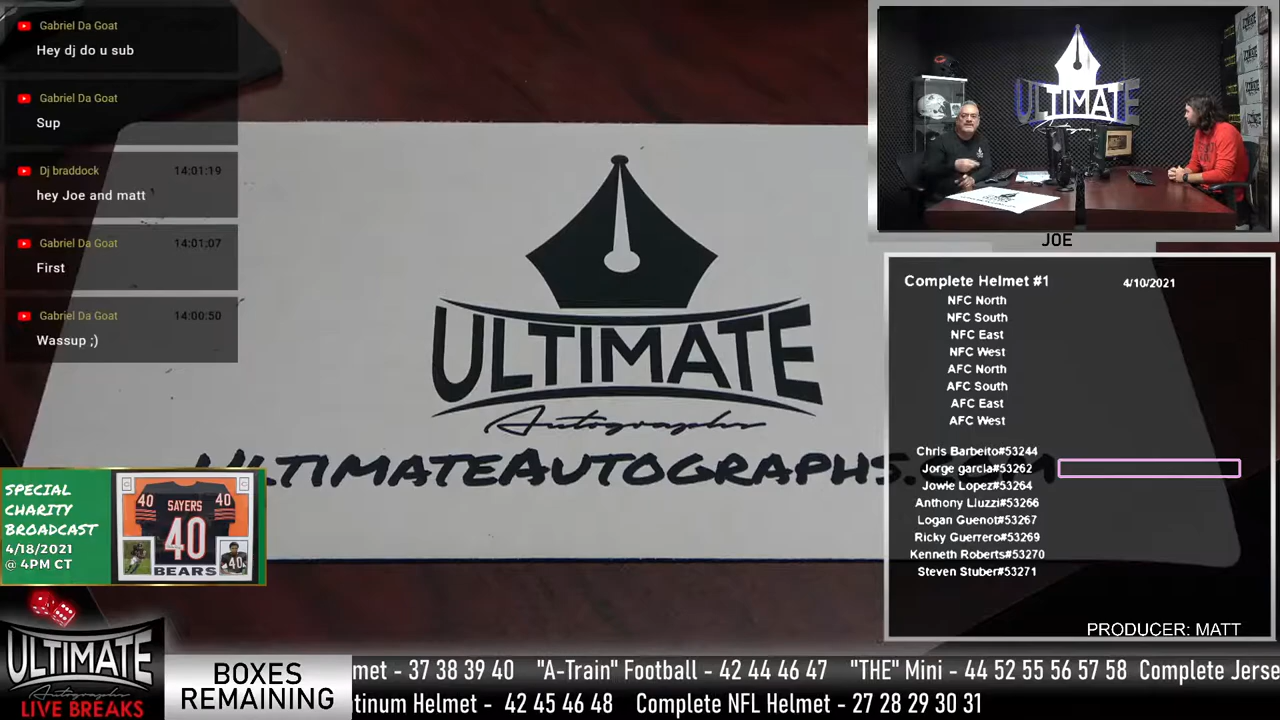 Gabriel Da Goat
Hey dj do u sub
Gabriel Da Goat
Sup
Dj braddock 14:01:19
hey Joe and matt
Gabriel Da Goat 14:01:07
First
Gabriel Da Goat 14:00:50
Wassup ;)
ULTIMATE
Autographs
ULTIMATEAUTOGRAPHS.COM
ULTIMATE
JOE
Complete Helmet #1 4/10/2021
NFC North
NFC South
NFC East
NFC West
AFC North
AFC South
AFC East
AFC West
Chris Barbeito#53244
Jorge garcia#53262
Jowie Lopez#53264
Anthony Lluzzi#53266
Logan Guenot#53267
Ricky Guerrero#53269
Kenneth Roberts#53270
Steven Stuber#53271
PRODUCER: MATT
SPECIAL
CHARITY
BROADCAST
4/18/2021
@ 4PM CT
40 SAYERS 40
40
BEARS
ULTIMATE
Autographs
LIVE BREAKS
BOXES
REMAINING
met - 37 38 39 40 "A-Train" Football - 42 44 46 47 "THE" Mini - 44 52 55 56 57 58 Complete Jerse
tinum Helmet - 42 45 46 48 Complete NFL Helmet - 27 28 29 30 31